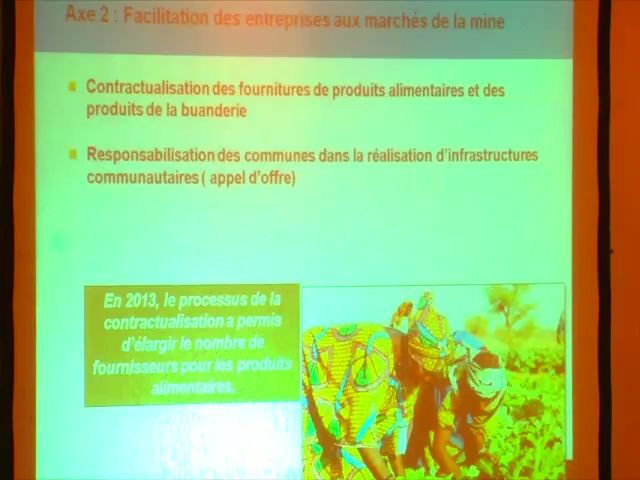 Axe 2 : Facilitation des entreprises aux marchés de la mine
Contractualisation des fournitures de produits alimentaires et des
produits de la buanderie
Responsabilisation des communes dans la réalisation d'infrastructures
communautaires ( appel d'offre)
En 2013, le processus de la
contractualisation a permis
d'élargir le nombre de
fournisseurs pour les produits
alimentaires.